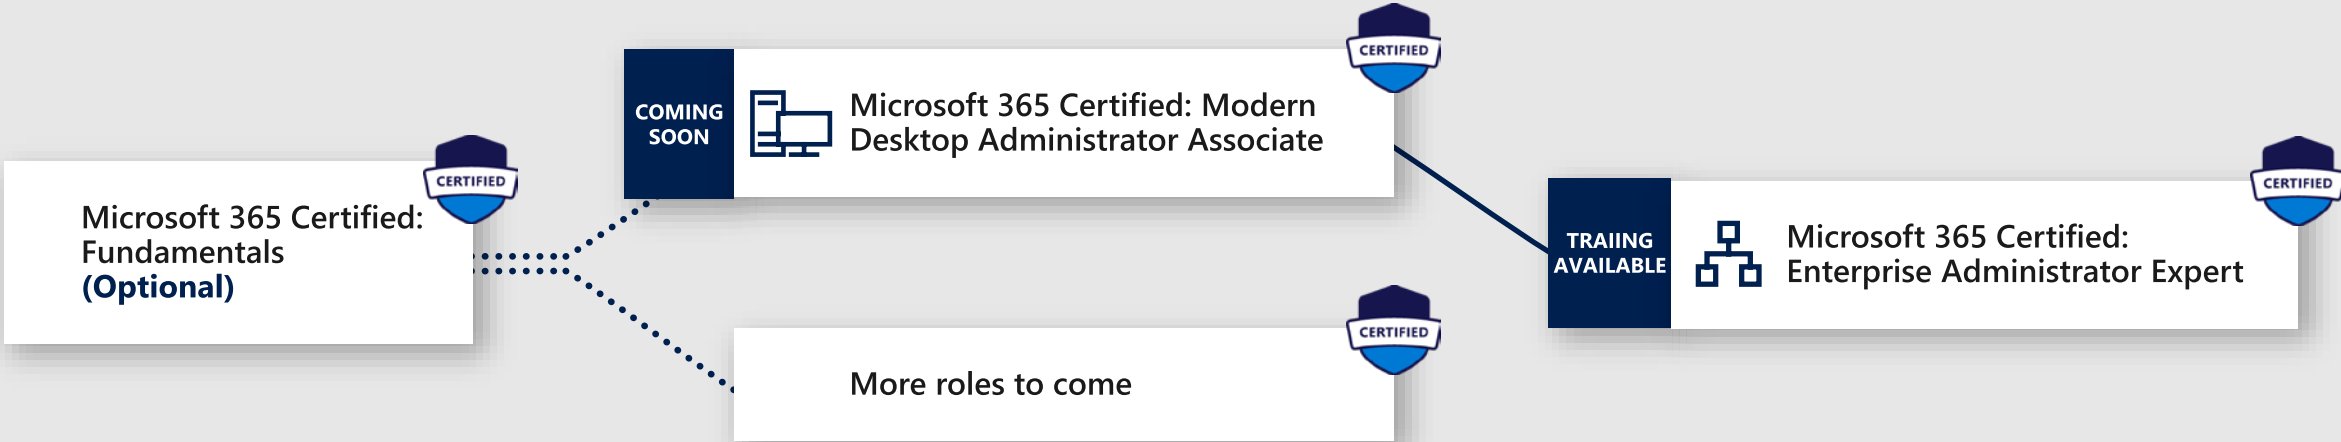 CERTIFIED
Microsoft 365 Certified:
Fundamentals
(Optional)
CERTIFIED
COMING
SOON
Microsoft 365 Certified: Modern
Desktop Administrator Associate
CERTIFIED
More roles to come
CERTIFIED
TRAIING
AVAILABLE
Microsoft 365 Certified:
Enterprise Administrator Expert